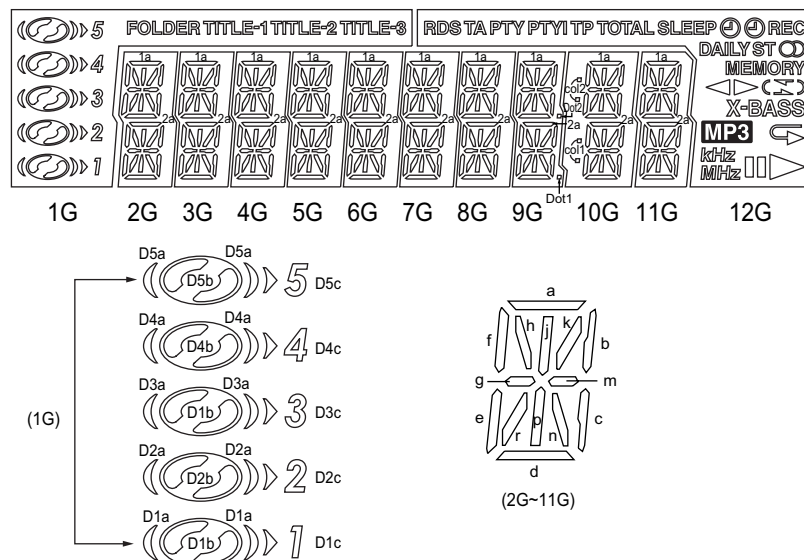 5 FOLDER TITLE-1 TITLE-2 TITLE-3 RDS TA PTY PTYI TP TOTAL SLEEP REC
DAILY ST
4 1a 1a 1a 1a 1a 1a 1a 1a 1a 1a MEMORY
col2
3 Dot2 X-BASS
2 2a 2a 2a 2a 2a 2a 2a 2a 2a 2a MP3
col1
1 kHz
MHz
Dot1
1G 2G 3G 4G 5G 6G 7G 8G 9G 10G 11G 12G
D5a D5a
D5b 5 D5c
a
D4a D4a
h j k
f b
D4b 4 D4c
D3a D3a
g m
(1G) D1b 3 D3c
e c
D2a D2a
r p n
D2b 2 D2c
d
(2G~11G)
D1a D1a
D1b 1 D1c